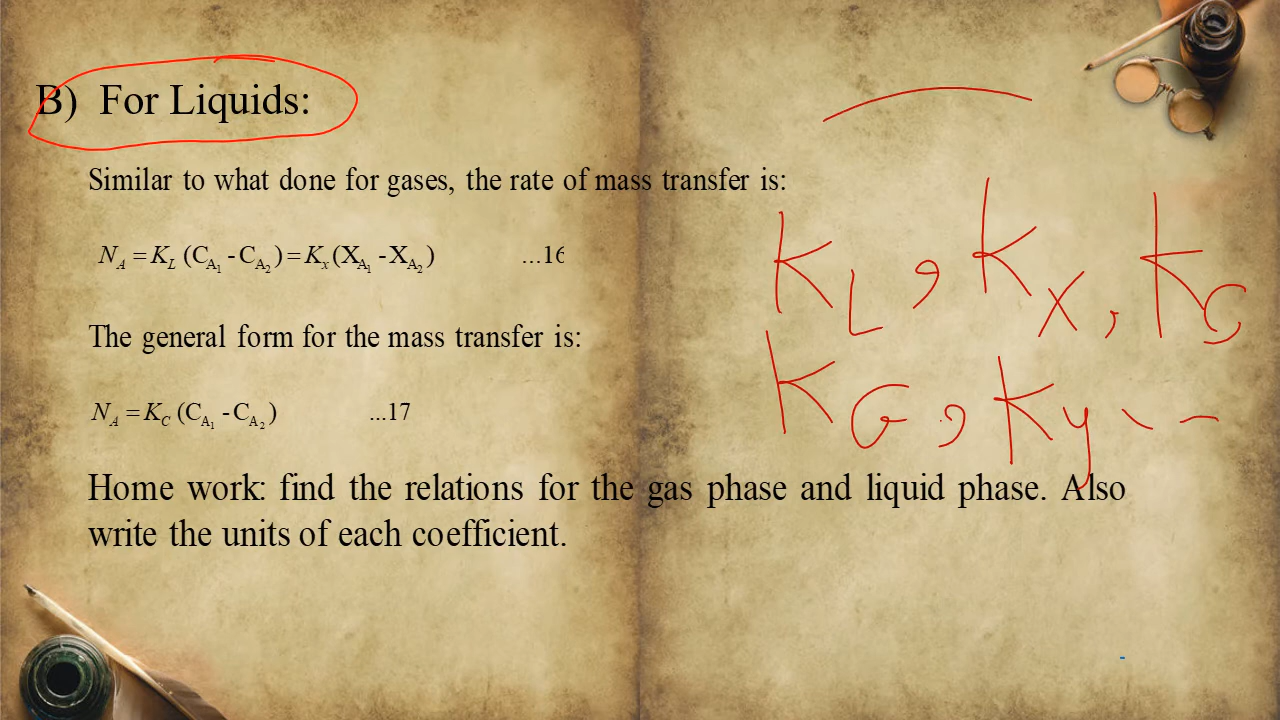 B) For Liquids:
Similar to what done for gases, the rate of mass transfer is:
N_A = K_L (C_A₁ - C_A₂) = K_x (X_A₁ - X_A₂) ...16
The general form for the mass transfer is:
N_A = K_C (C_A₁ - C_A₂) ...17
Home work: find the relations for the gas phase and liquid phase. Also
write the units of each coefficient.
K_L , K_X , K_C
K_G , K_y - -